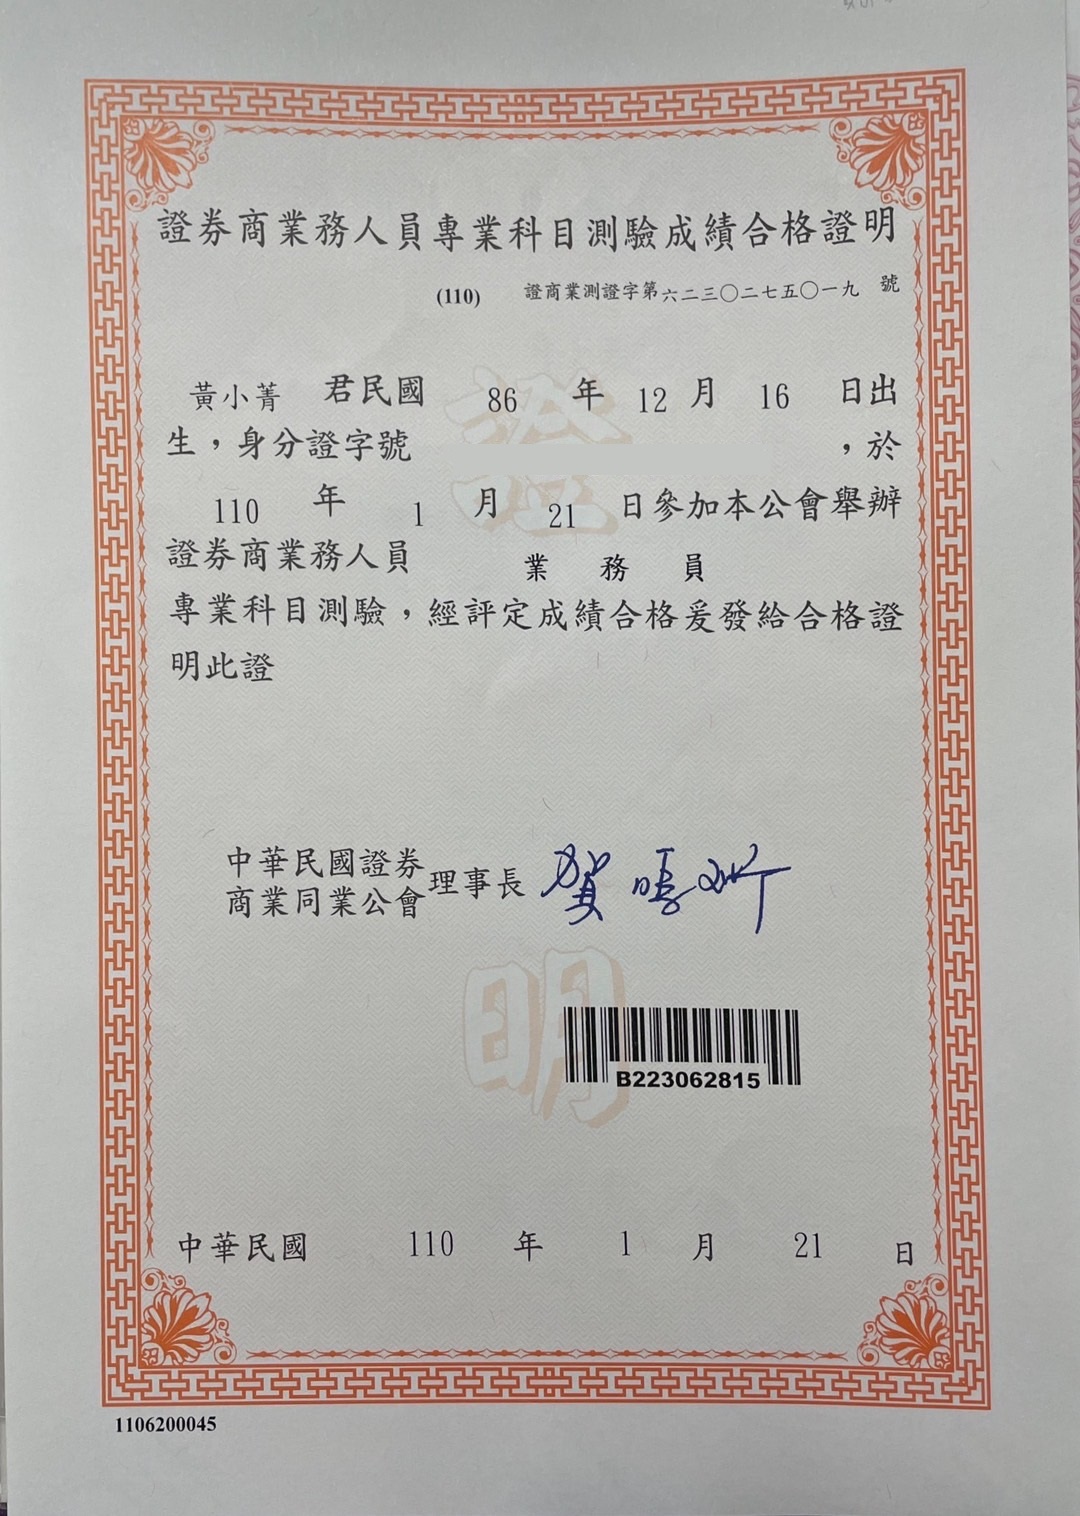 證券商業務人員專業科目測驗成績合格證明
(110) 證商業測證字第六二三〇二七五〇一九 號
黃小菁 君民國 86 年 12 月 16 日出
生，身分證字號 ，於
110 年 1 月 21 日參加本公會舉辦
證券商業務人員 業務員
專業科目測驗，經評定成績合格爰發給合格證
明此證
證
中華民國證券
商業同業公會
理事長
明
B223062815
中華民國 110 年 1 月 21 日
1106200045